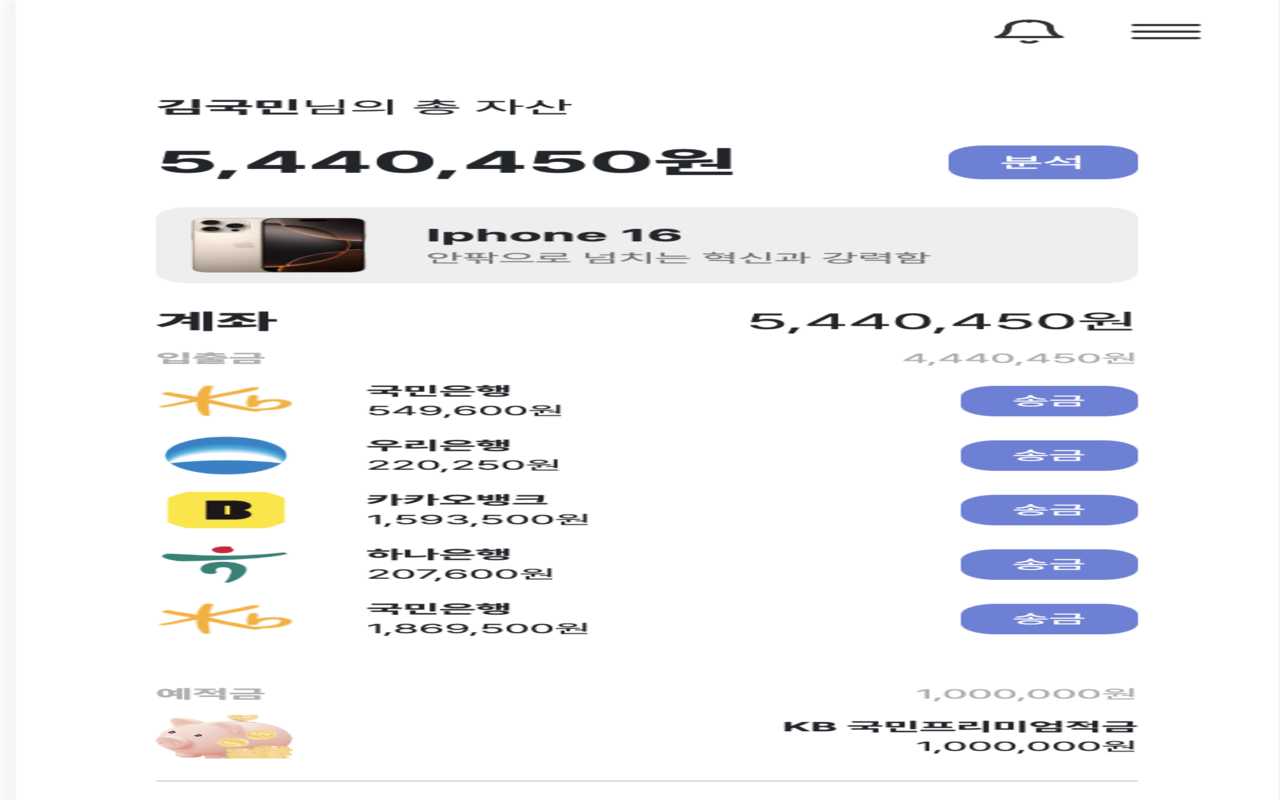 김국민님의 총 자산
5,440,450원
분석
Iphone 16
안팎으로 넘치는 혁신과 강력함
계좌
5,440,450원
입출금
4,440,450원
국민은행
549,600원
송금
우리은행
220,250원
송금
B
카카오뱅크
1,593,500원
송금
하나은행
207,600원
송금
국민은행
1,869,500원
송금
예적금
1,000,000원
KB 국민프리미엄적금
1,000,000원